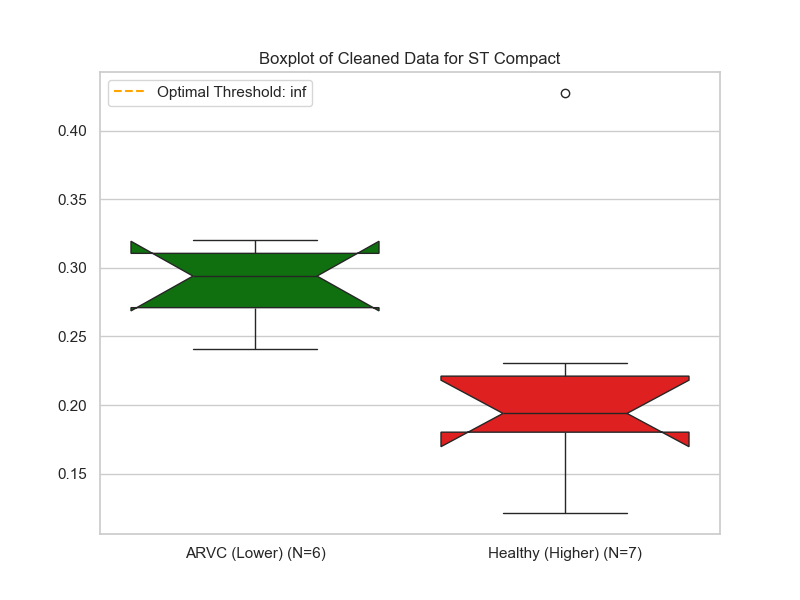 Boxplot of Cleaned Data for ST Compact
Optimal Threshold: inf
0.40
0.35
0.30
0.25
0.20
0.15
ARVC (Lower) (N=6)
Healthy (Higher) (N=7)